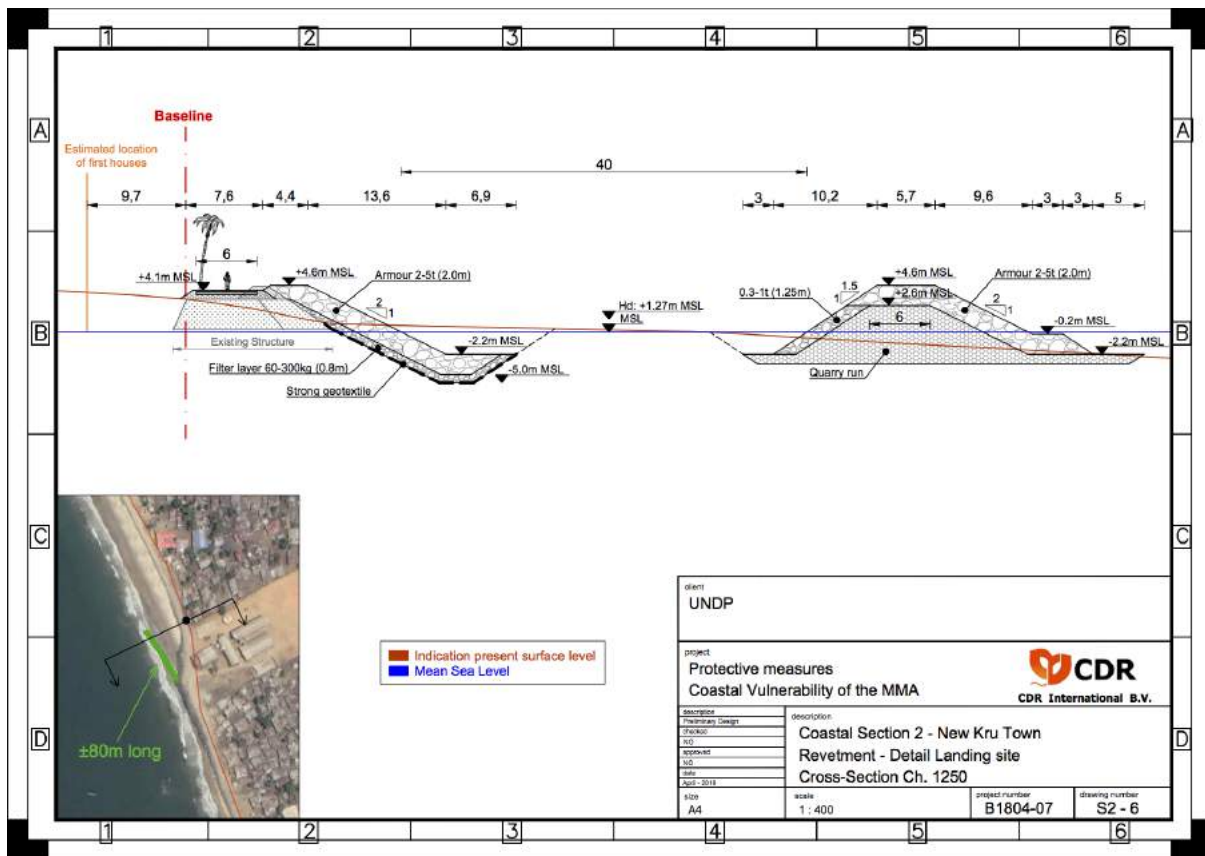 1 2 3 4 5 6
A A
Baseline
Estimated location
of first houses
40
9,7 7,6 4,4 13,6 6,9 3 10,2 5,7 9,6 3 3 5
6
+4.1m MSL
+4.6m MSL
Armour 2-5t (2.0m)
2
1
Hd: +1.27m MSL
MSL
-2.2m MSL
-5.0m MSL
Existing Structure
Filter layer 60-300kg (0.8m)
Strong geotextile
0.3-1t (1.25m)
1.5
1
+4.6m MSL
+2.6m MSL
6
Armour 2-5t (2.0m)
2
1
-0.2m MSL
-2.2m MSL
Quarry run
B B
C C
±80m long
Indication present surface level
Mean Sea Level
client
UNDP
project
Protective measures
Coastal Vulnerability of the MMA
CDR
CDR International B.V.
description
Preliminary Design
checked
NG
approved
NG
date
April - 2018
description
Coastal Section 2 - New Kru Town
Revetment - Detail Landing site
Cross-Section Ch. 1250
size
A4
scale
1 : 400
project number
B1804-07
drawing number
S2 - 6
D D
1 2 3 4 5 6